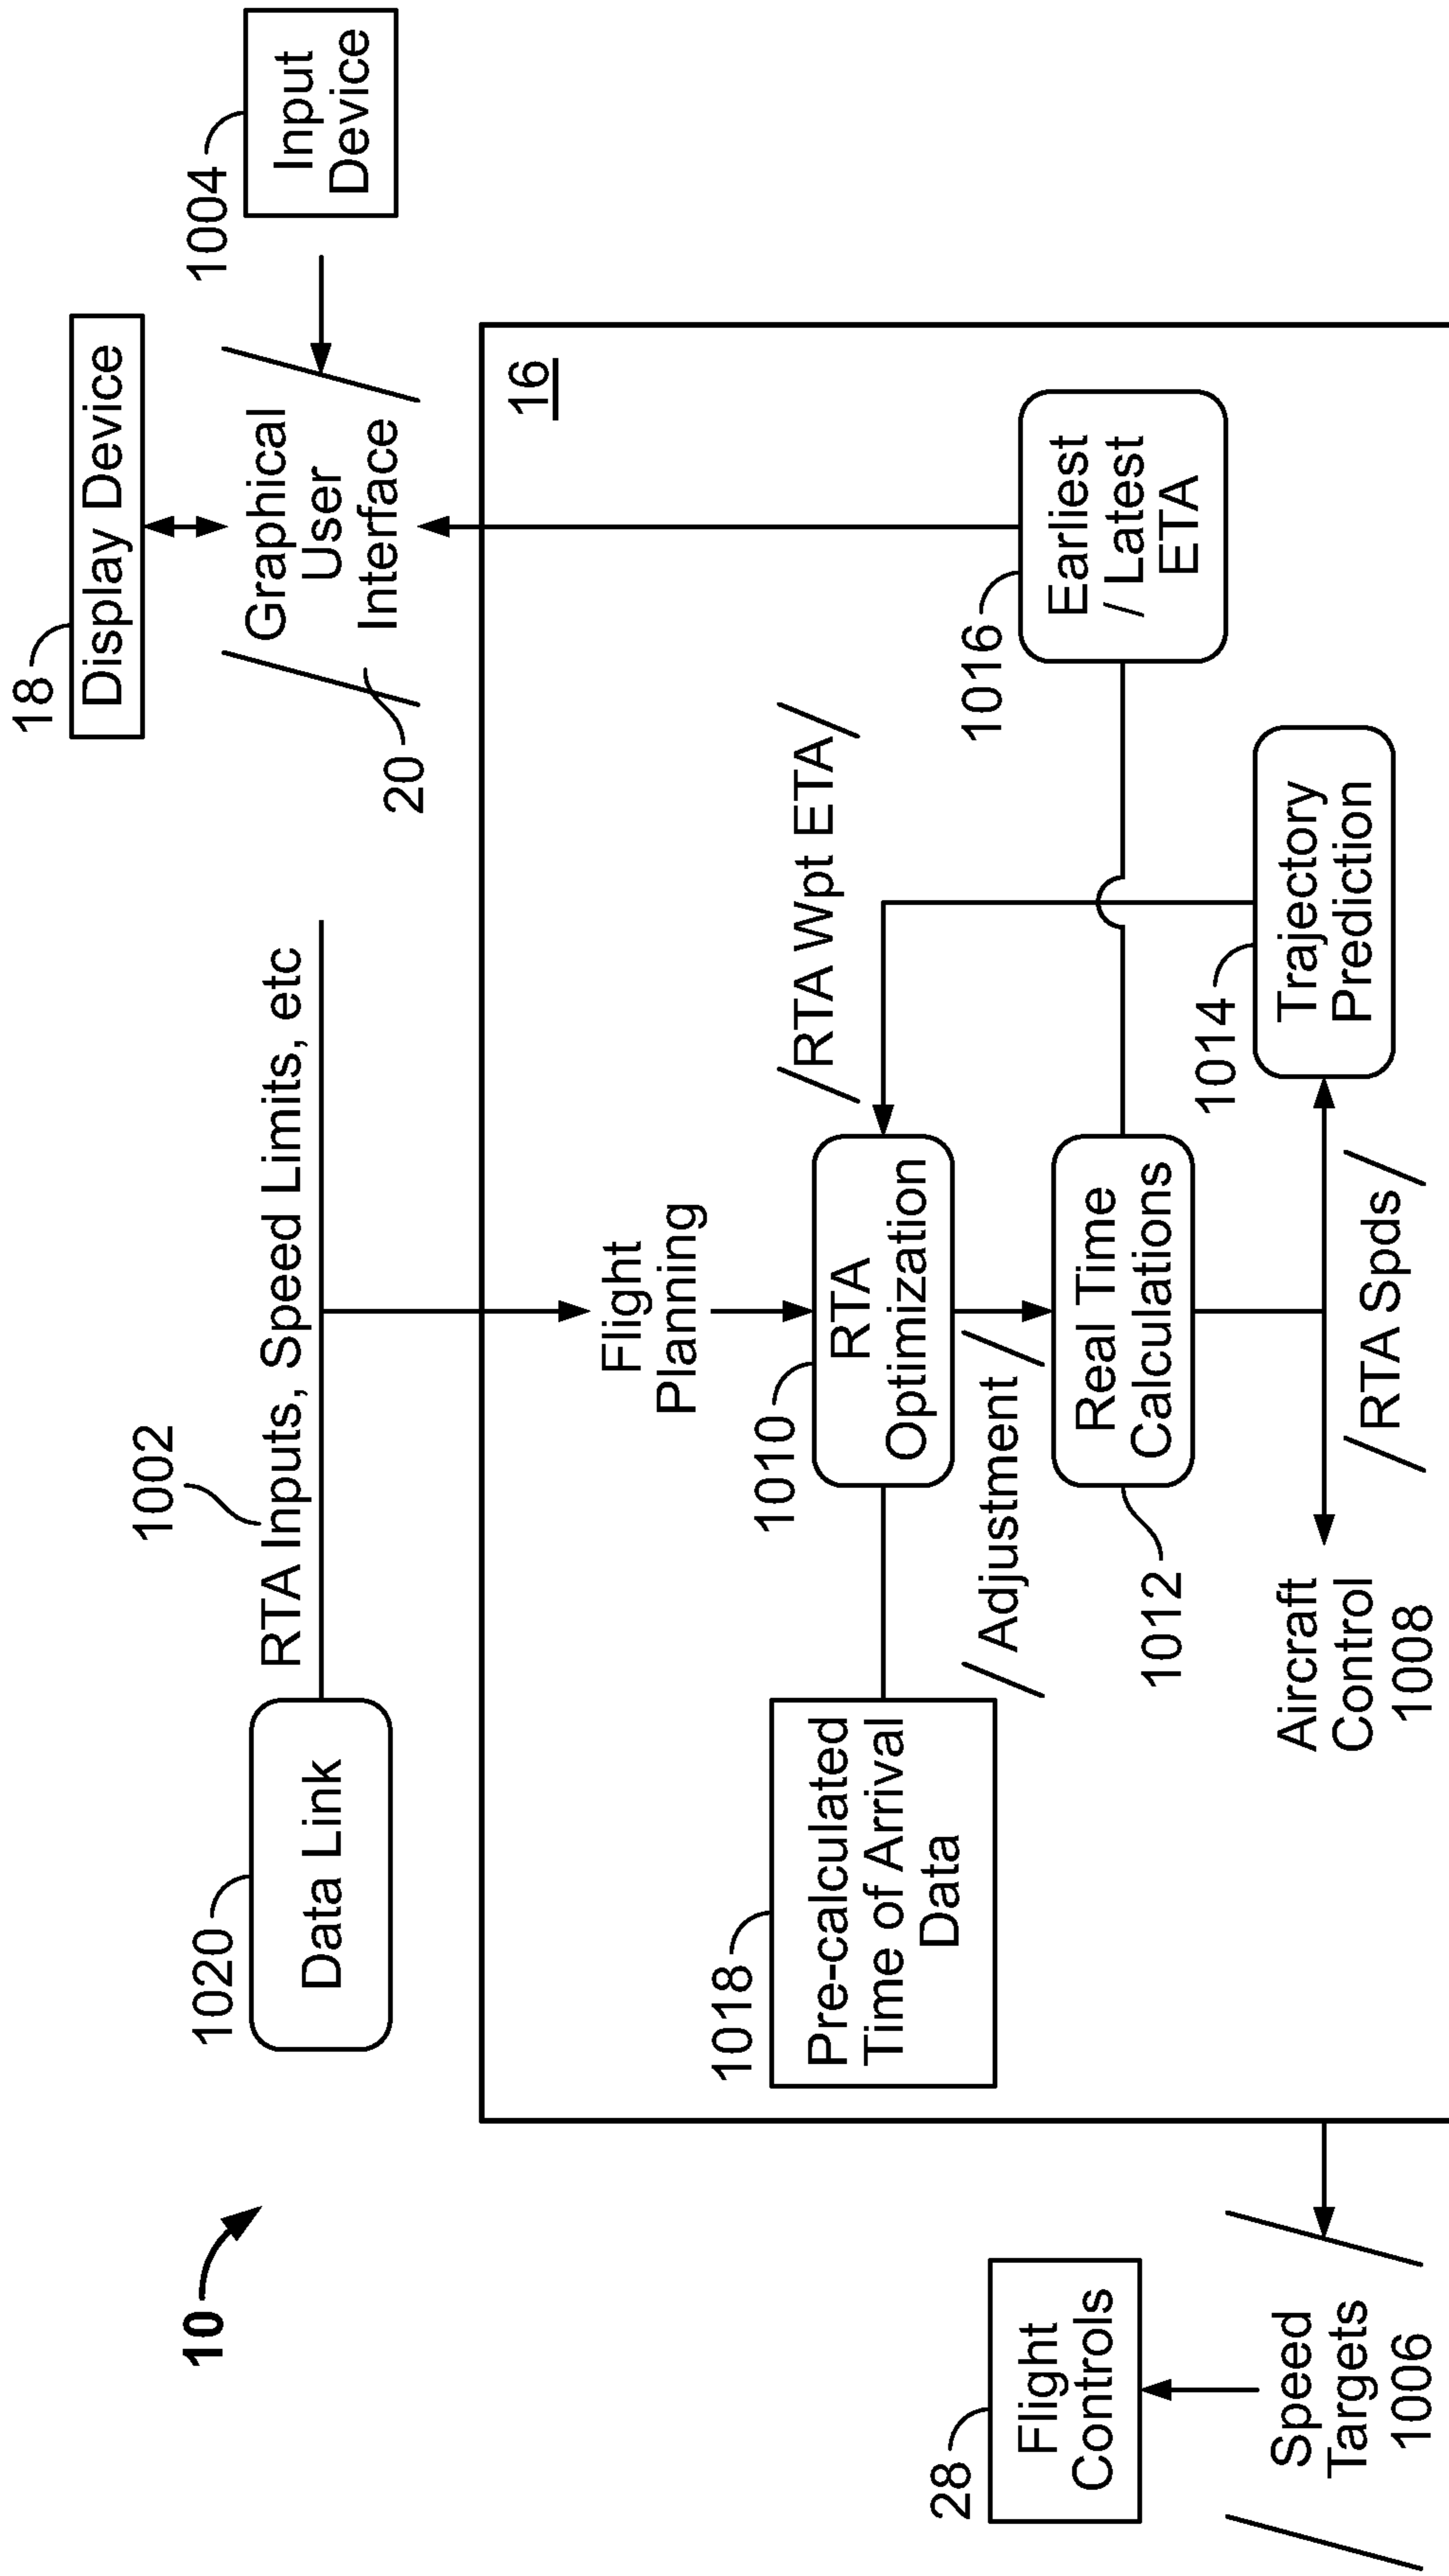 10
1020
Data Link
1002
RTA Inputs, Speed Limits, etc
18
Display Device
Graphical
User
Interface
20
1004
Input
Device
16
Flight
Planning
1018
Pre-calculated
Time of Arrival
Data
1010
RTA
Optimization
/RTA Wpt ETA/
/ Adjustment /
1012
Real Time
Calculations
1016
Earliest
/ Latest
ETA
1014
Trajectory
Prediction
Aircraft
Control
1008
/ RTA Spds /
28
Flight
Controls
Speed
Targets
1006